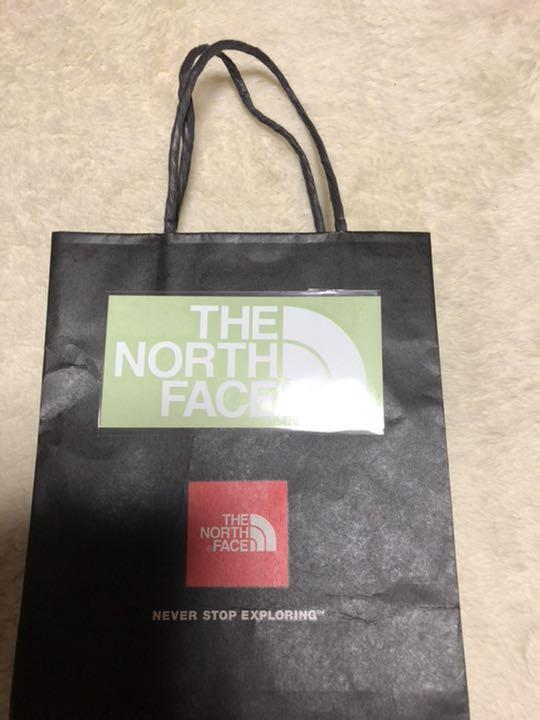 THE
NORTH
FACE
THE
NORTH
FACE
NEVER STOP EXPLORING™